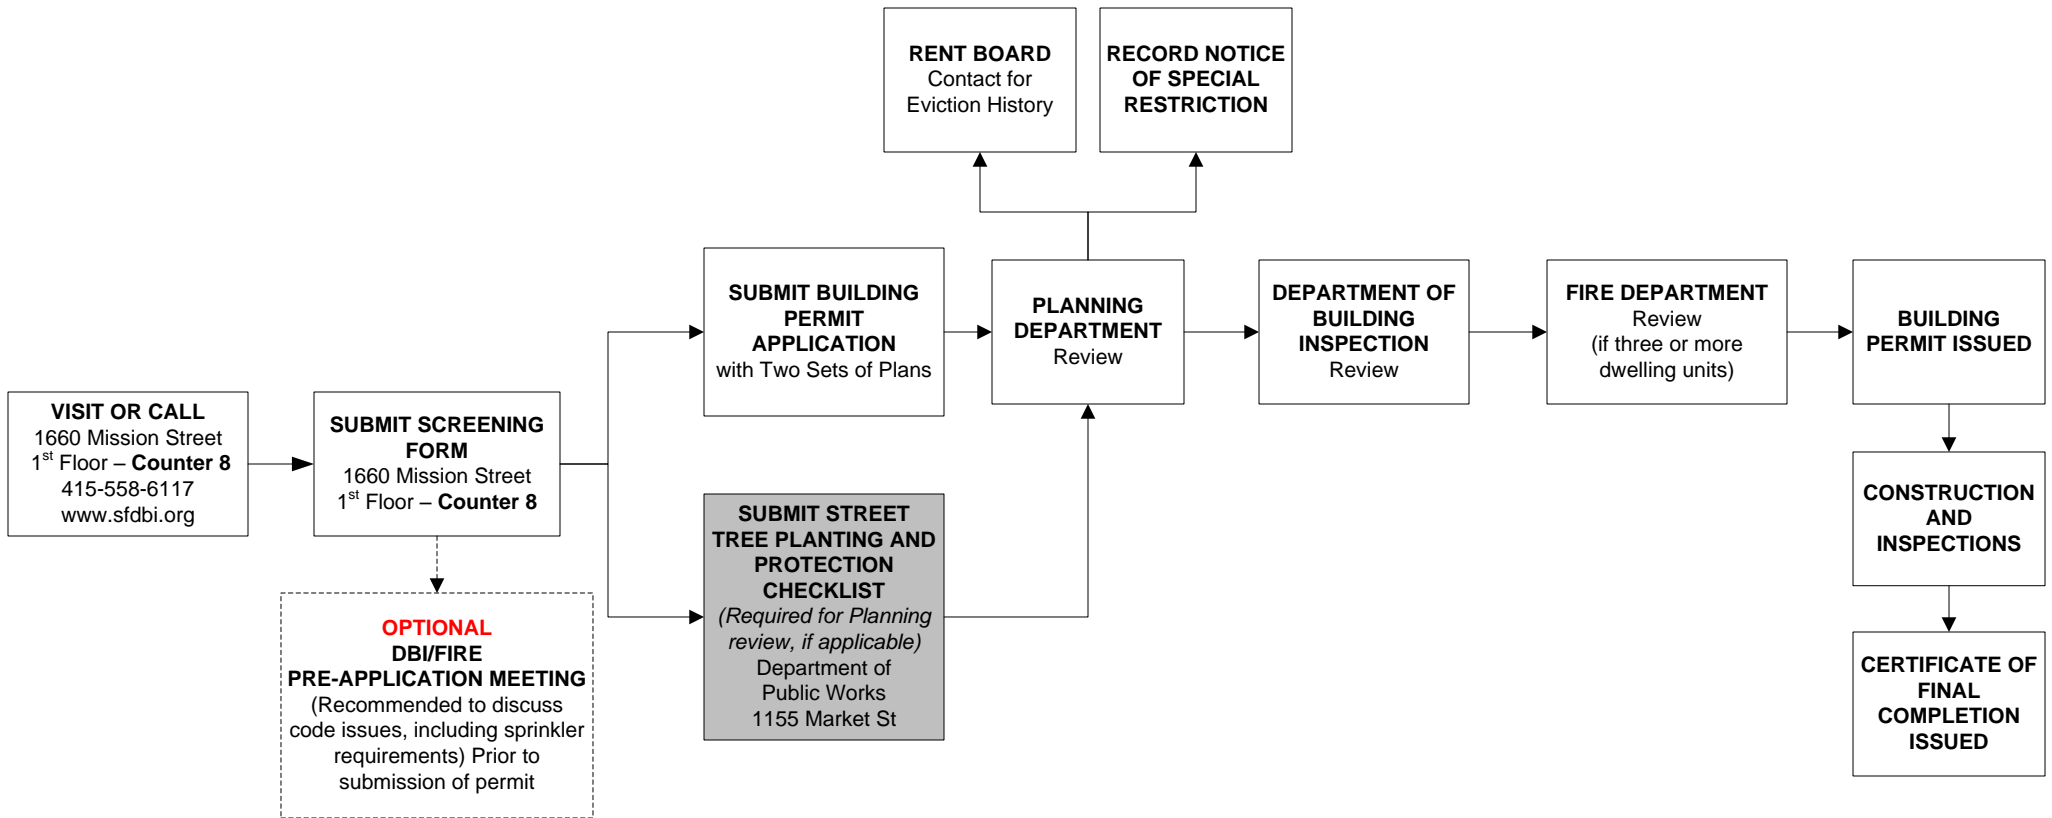 RENT BOARD
Contact for
Eviction History
RECORD NOTICE
OF SPECIAL
RESTRICTION
VISIT OR CALL
1660 Mission Street
1st Floor – Counter 8
415-558-6117
www.sfdbi.org
SUBMIT SCREENING
FORM
1660 Mission Street
1st Floor – Counter 8
OPTIONAL
DBI/FIRE
PRE-APPLICATION MEETING
(Recommended to discuss
code issues, including sprinkler
requirements) Prior to
submission of permit
SUBMIT BUILDING
PERMIT
APPLICATION
with Two Sets of Plans
SUBMIT STREET
TREE PLANTING AND
PROTECTION
CHECKLIST
(Required for Planning
review, if applicable)
Department of
Public Works
1155 Market St
PLANNING
DEPARTMENT
Review
DEPARTMENT OF
BUILDING
INSPECTION
Review
FIRE DEPARTMENT
Review
(if three or more
dwelling units)
BUILDING
PERMIT ISSUED
CONSTRUCTION
AND
INSPECTIONS
CERTIFICATE OF
FINAL
COMPLETION
ISSUED